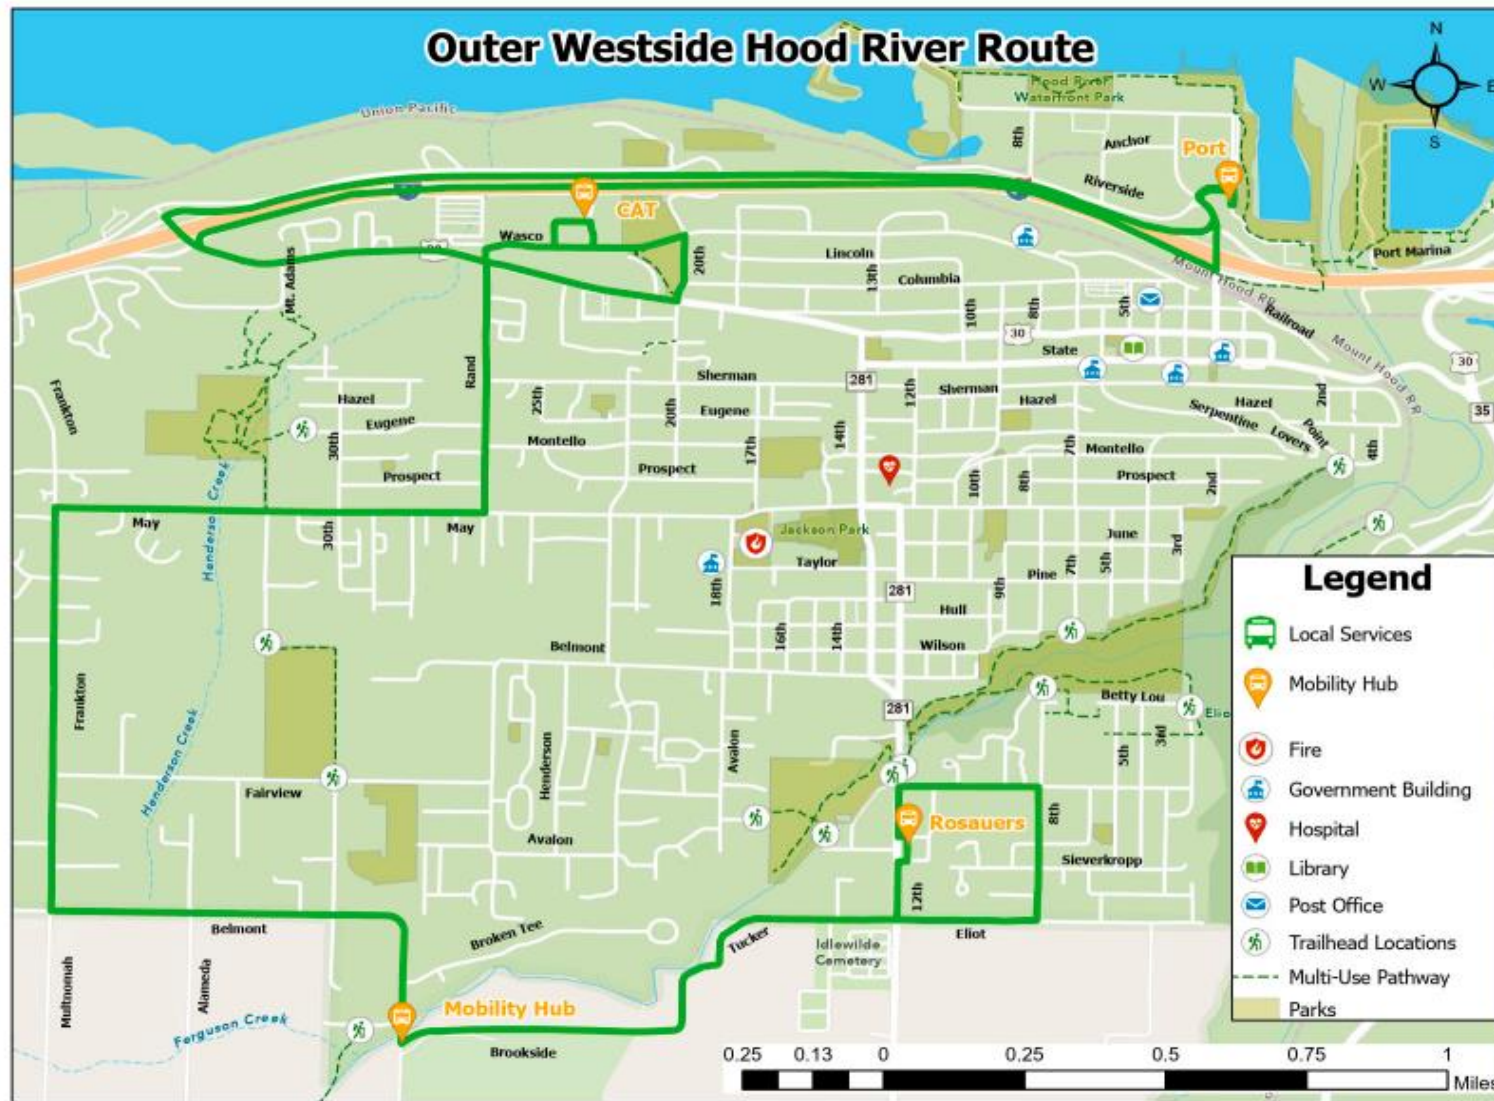 Outer Westside Hood River Route
N
W
E
S
Union Pacific
Hood River
Waterfront Park
8th
Anchor
Port
Riverside
CAT
Wasco
20th
Mt. Adams
Lincoln
13th
Columbia
10th
8th
5th
Mount Hood RR
Port Marina
Railroad
30
State
Mount Hood RR
30
35
Frankton
Rand
Hazel
Eugene
30th
Prospect
25th
Montello
Sherman
Eugene
20th
Prospect
17th
14th
281
12th
Sherman
Hazel
Hazel
Serpentine
Lovers
Point
2nd
4th
7th
Montello
10th
8th
Prospect
2nd
Henderson Creek
May
30th
May
Jackson Park
Taylor
18th
June
3rd
7th
5th
Pine
9th
281
Hull
16th
14th
Wilson
Belmont
281
Betty Lou
3rd
5th
Frankton
Henderson Creek
Fairview
Henderson
Avalon
Avalon
Rosauers
8th
Sieverkropp
12th
Belmont
Broken Tee
Tucker
Idlewilde
Cemetery
Eliot
Multnomah
Alameda
Ferguson Creek
Mobility Hub
Brookside
Legend
Local Services
Mobility Hub
Fire
Government Building
Hospital
Library
Post Office
Trailhead Locations
Multi-Use Pathway
Parks
0.25 0.13 0 0.25 0.5 0.75 1
Miles